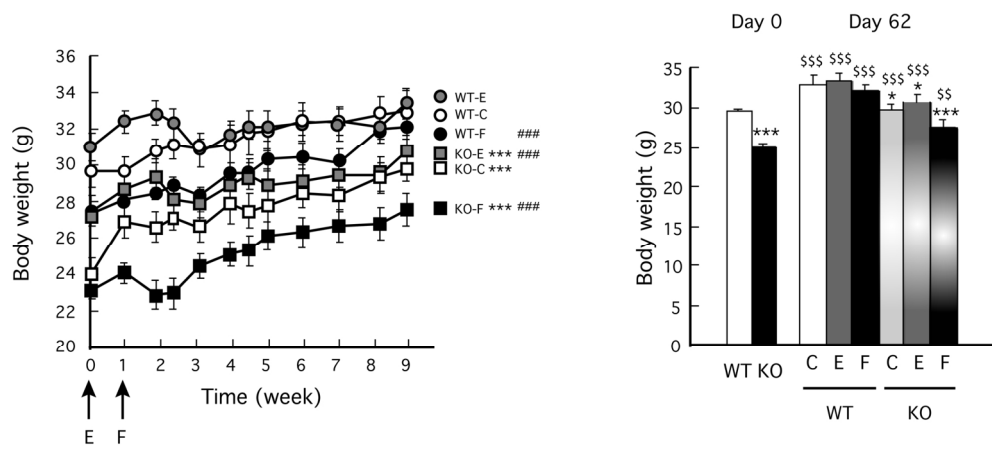 36
34
32
30
28
26
24
22
20
Body weight (g)
0 1 2 3 4 5 6 7 8 9
Time (week)
E F
WT-E
WT-C
WT-F ###
KO-E *** ###
KO-C ***
KO-F *** ###
Day 0 Day 62
35
30
25
20
15
10
5
0
Body weight (g)
***
$$$ $$$ $$$ $$$ $$$ $$
* * ***
WT KO C E F C E F
WT KO